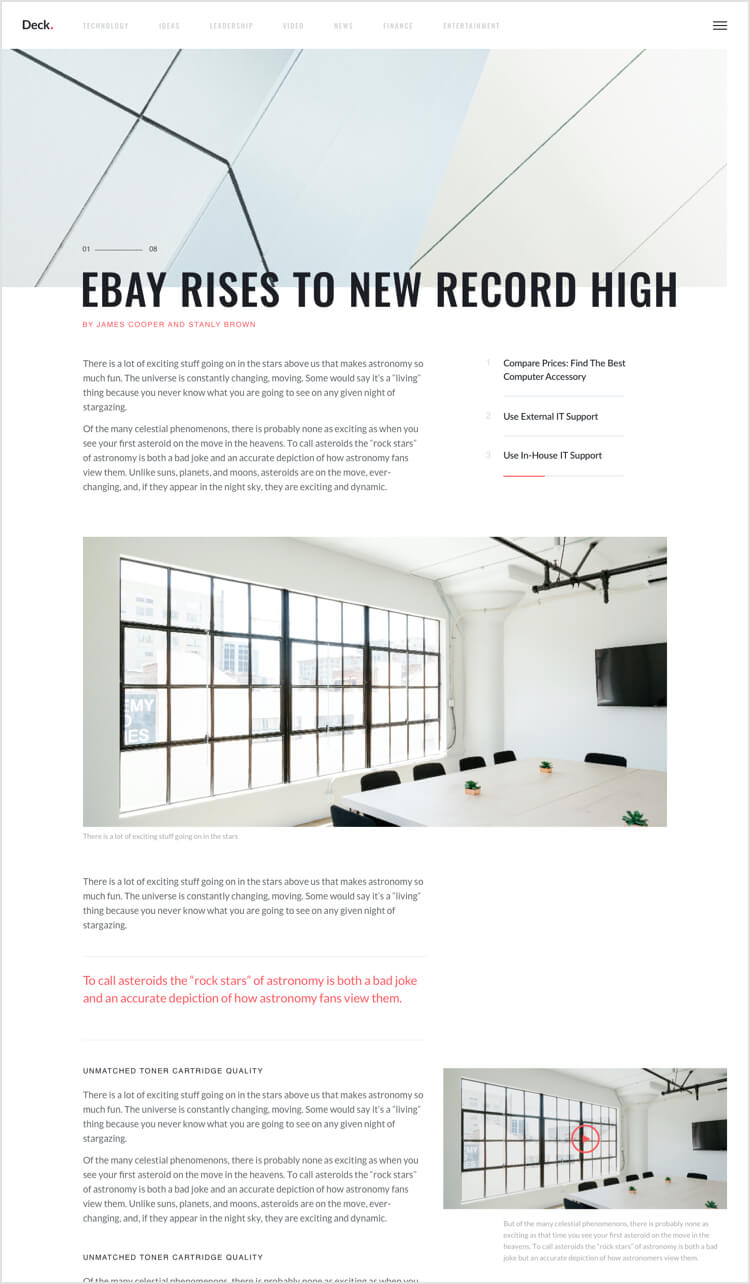 Deck.
TECHNOLOGY IDEAS LEADERSHIP VIDEO NEWS FINANCE ENTERTAINMENT
01 08
EBAY RISES TO NEW RECORD HIGH
BY JAMES COOPER AND STANLY BROWN
There is a lot of exciting stuff going on in the stars above us that makes astronomy so
much fun. The universe is constantly changing, moving. Some would say it's a "living"
thing because you never know what you are going to see on any given night of
stargazing.
Of the many celestial phenomenons, there is probably none as exciting as when you
see your first asteroid on the move in the heavens. To call asteroids the "rock stars"
of astronomy is both a bad joke and an accurate depiction of how astronomy fans
view them. Unlike suns, planets, and moons, asteroids are on the move, ever-
changing, and, if they appear in the night sky, they are exciting and dynamic.
1 Compare Prices: Find The Best
Computer Accessory
2 Use External IT Support
3 Use In-House IT Support
EMY
D
IES
There is a lot of exciting stuff going on in the stars
There is a lot of exciting stuff going on in the stars above us that makes astronomy so
much fun. The universe is constantly changing, moving. Some would say it's a "living"
thing because you never know what you are going to see on any given night of
stargazing.
To call asteroids the "rock stars" of astronomy is both a bad joke
and an accurate depiction of how astronomy fans view them.
UNMATCHED TONER CARTRIDGE QUALITY
There is a lot of exciting stuff going on in the stars above us that makes astronomy so
much fun. The universe is constantly changing, moving. Some would say it's a "living"
thing because you never know what you are going to see on any given night of
stargazing.
Of the many celestial phenomenons, there is probably none as exciting as when you
see your first asteroid on the move in the heavens. To call asteroids the "rock stars"
of astronomy is both a bad joke and an accurate depiction of how astronomy fans
view them. Unlike suns, planets, and moons, asteroids are on the move, ever-
changing, and, if they appear in the night sky, they are exciting and dynamic.
But of the many celestial phenomenons, there is probably none as
exciting as that time you see your first asteroid on the move in the
heavens. To call asteroids the "rock stars" of astronomy is both a bad
joke but an accurate depiction of how astronomers view them.
UNMATCHED TONER CARTRIDGE QUALITY
Of the many celestial phenomenons, there is probably none as exciting as when you